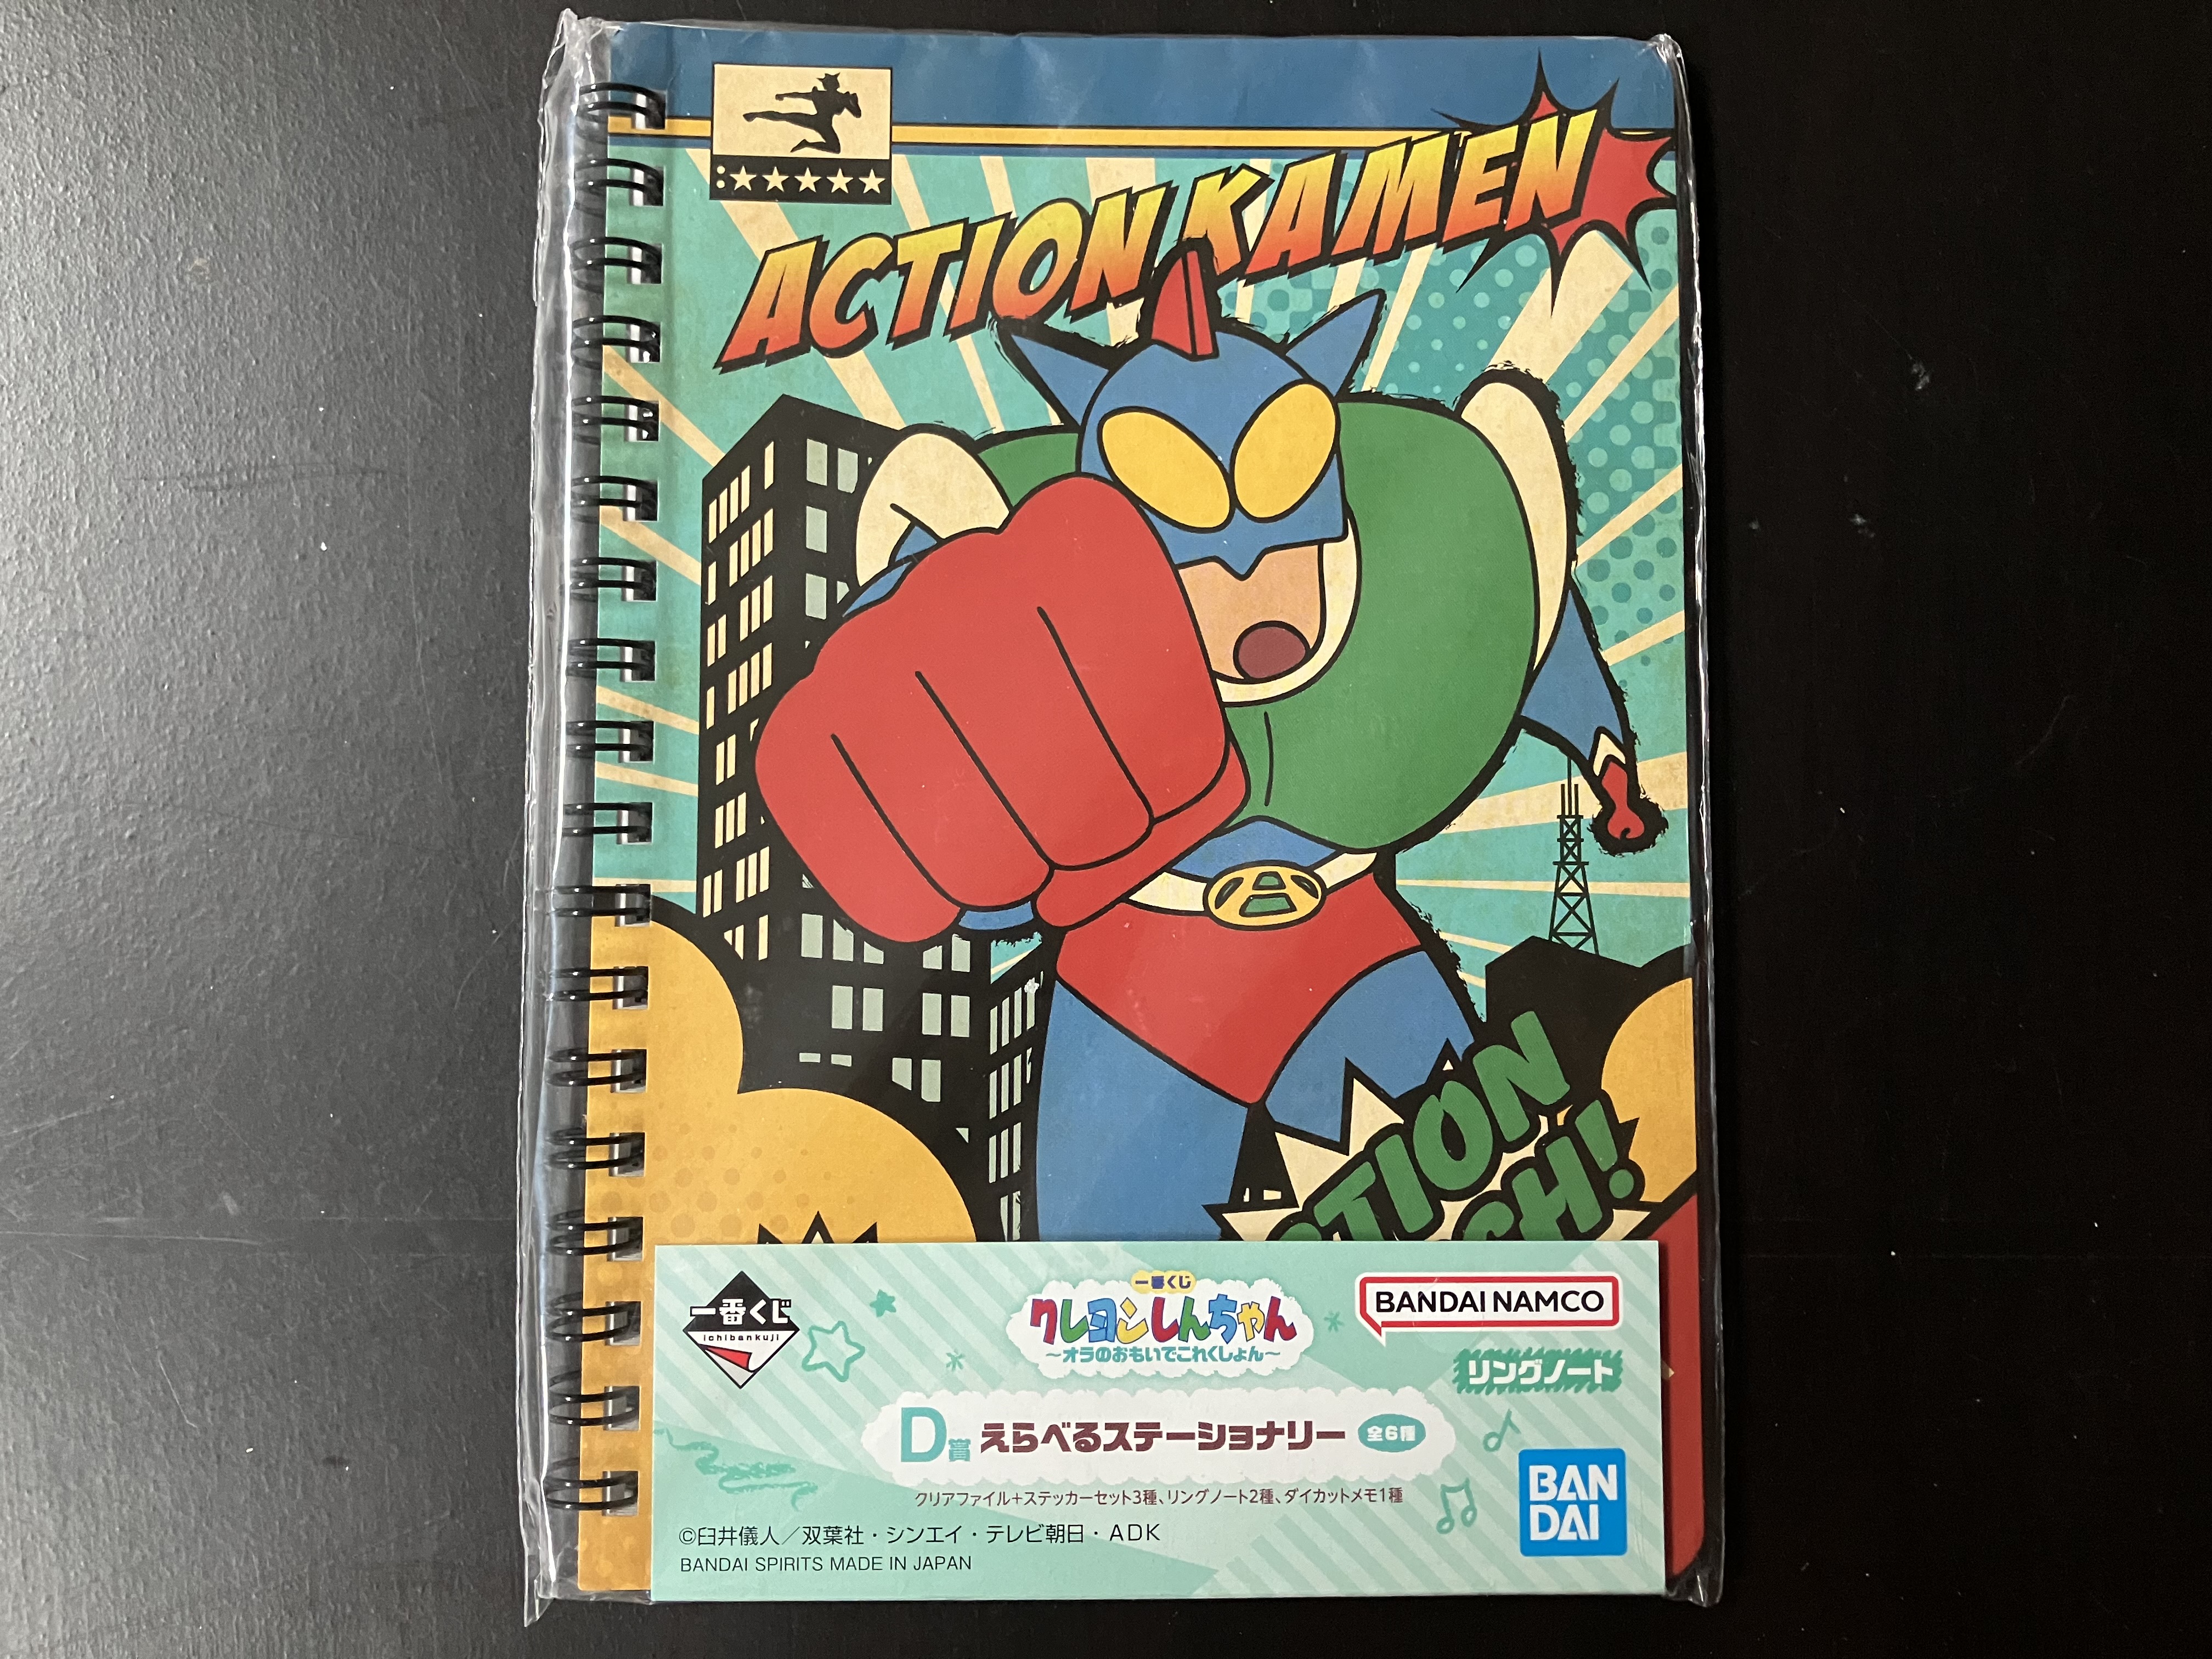 ACTION KAMEN
TION
CH!
一番くじ
ichibankuji
一番くじ
クレヨンしんちゃん
～オラのおもいでこれくしょん～
BANDAI NAMCO
リングノート
D賞 えらべるステーショナリー 全6種
クリアファイル+ステッカーセット3種、リングノート2種、ダイカットメモ1種
©臼井儀人／双葉社・シンエイ・テレビ朝日・ADK
BANDAI SPIRITS MADE IN JAPAN
BAN
DAI